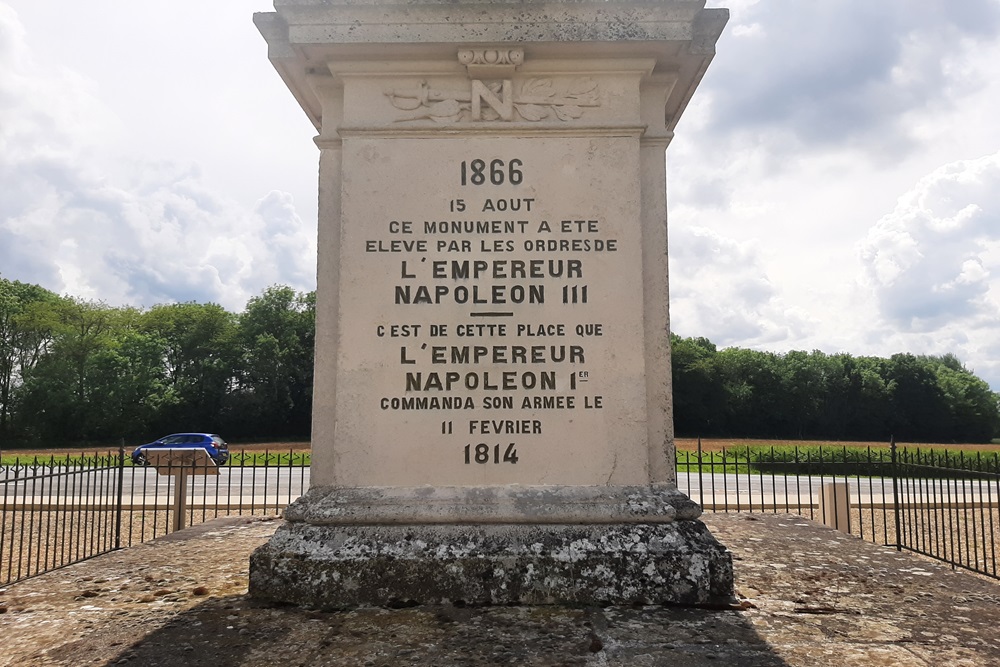 N
1866
15 AOUT
CE MONUMENT A ETE
ELEVE PAR LES ORDRESDE
L'EMPEREUR
NAPOLEON III
C EST DE CETTE PLACE QUE
L'EMPEREUR
NAPOLEON 1ER
COMMANDA SON ARMEE LE
11 FEVRIER
1814